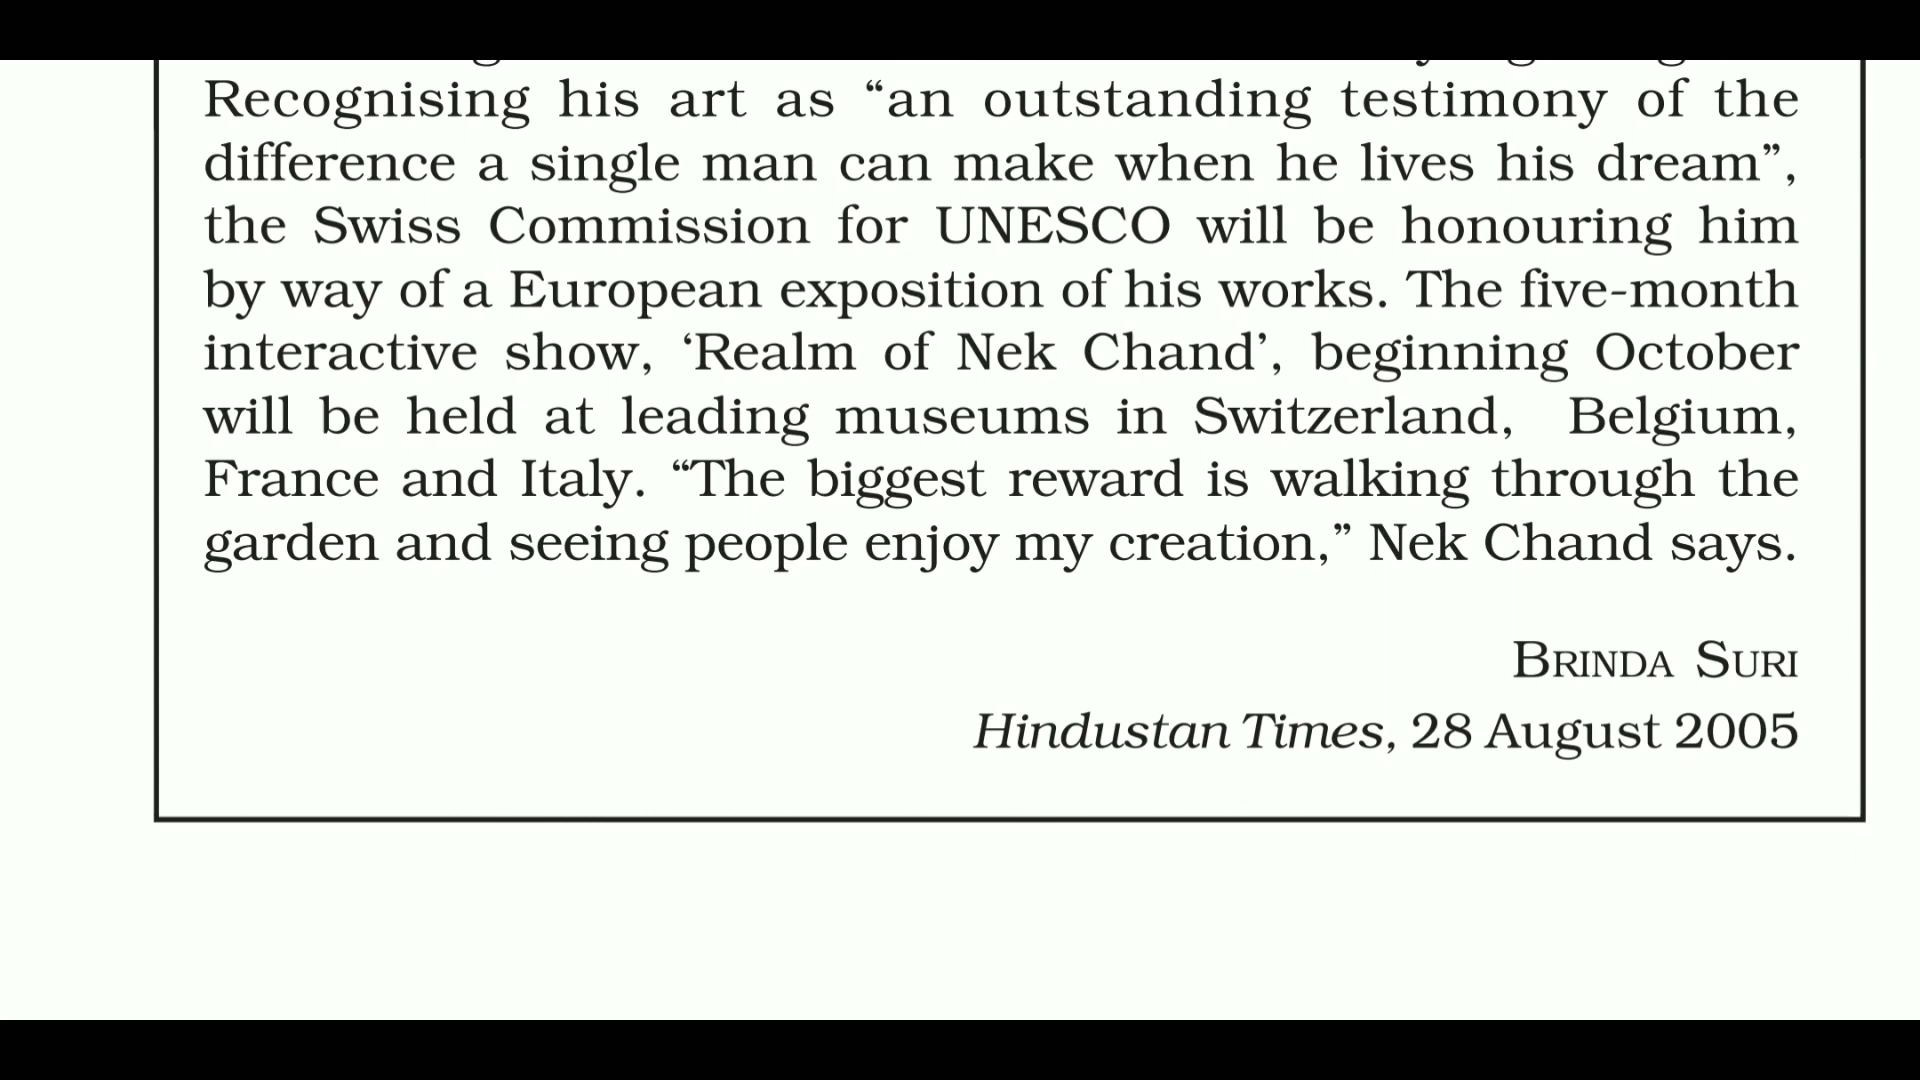 Recognising his art as “an outstanding testimony of the
difference a single man can make when he lives his dream”,
the Swiss Commission for UNESCO will be honouring him
by way of a European exposition of his works. The five-month
interactive show, ‘Realm of Nek Chand’, beginning October
will be held at leading museums in Switzerland, Belgium,
France and Italy. “The biggest reward is walking through the
garden and seeing people enjoy my creation,” Nek Chand says.
BRINDA SURI
Hindustan Times, 28 August 2005